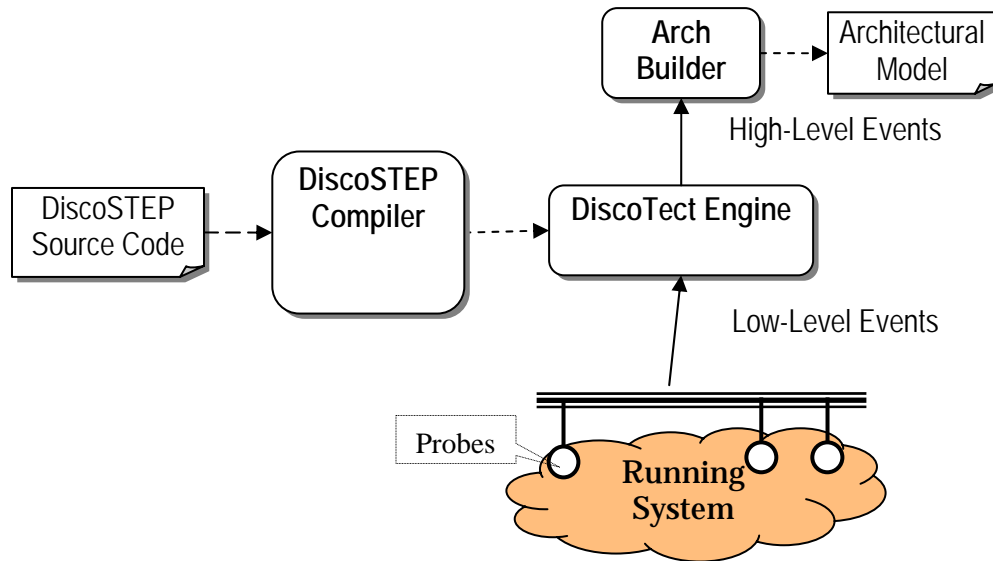 Arch
Builder
Architectural
Model
High-Level Events
DiscoSTEP
Source Code
DiscoSTEP
Compiler
DiscoTect Engine
Low-Level Events
Probes
Running
System